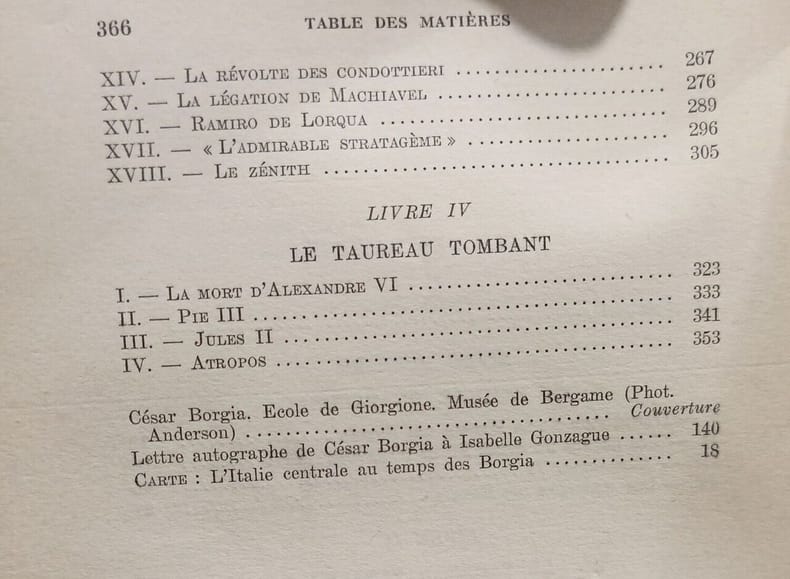 366 TABLE DES MATIÈRES
XIV. — La révolte des condottieri .......................... 267
XV. — La légation de Machiavel .......................... 276
XVI. — Ramiro de Lorqua .......................... 289
XVII. — « L'admirable stratagème » .......................... 296
XVIII. — Le zénith .......................... 305
LIVRE IV
LE TAUREAU TOMBANT
I. — La mort d'Alexandre VI .......................... 323
II. — Pie III .......................... 333
III. — Jules II .......................... 341
IV. — Atropos .......................... 353
César Borgia. Ecole de Giorgione. Musée de Bergame (Phot.
Anderson) .......................... Couverture
Lettre autographe de César Borgia à Isabelle Gonzague ...... 140
Carte : L'Italie centrale au temps des Borgia ............. 18